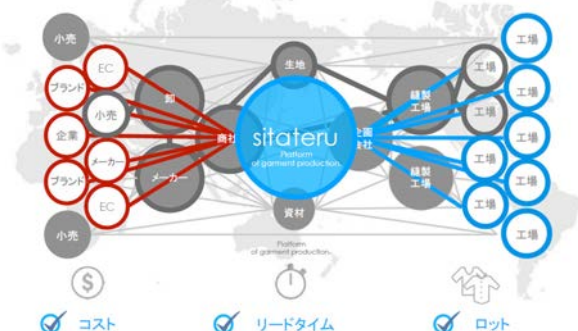 小売
EC
ブランド
小売
企業
メーカー
ブランド
EC
小売
卸
メーカー
商社
生地
sitateru
Platform
of garment production.
資材
Platform
of garment production.
企画
会社
縫製
工場
縫製
工場
工場
工場
工場
工場
工場
工場
工場
工場
工場
コスト
リードタイム
ロット